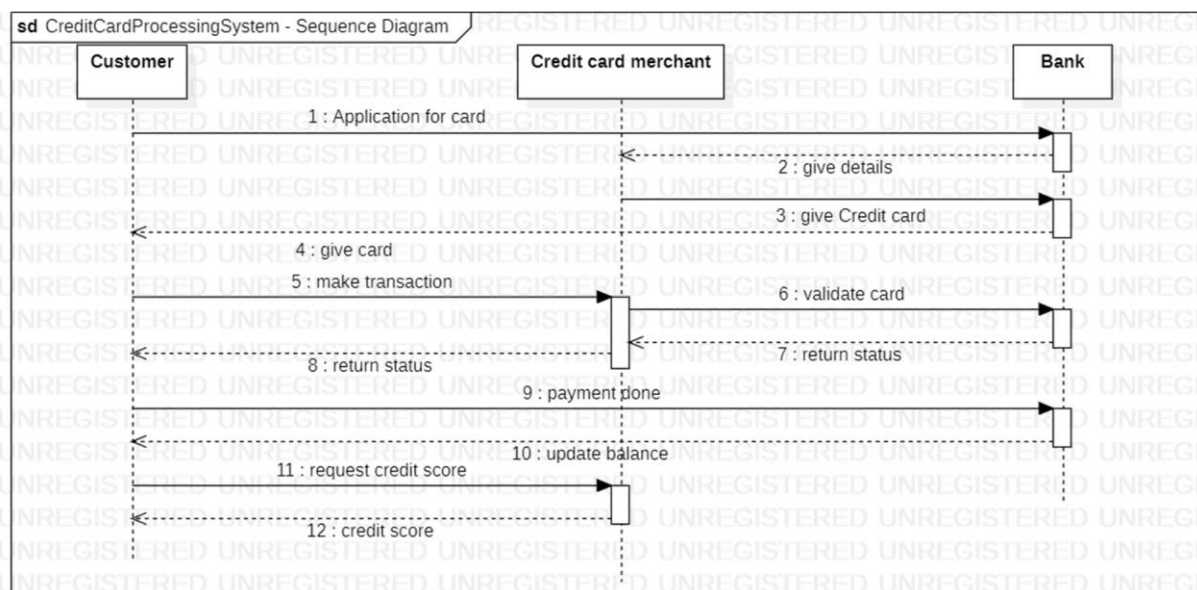 sd CreditCardProcessingSystem - Sequence Diagram
Customer
Credit card merchant
Bank
1 : Application for card
2 : give details
3 : give Credit card
4 : give card
5 : make transaction
6 : validate card
7 : return status
8 : return status
9 : payment done
10 : update balance
11 : request credit score
12 : credit score
UNREGISTERED